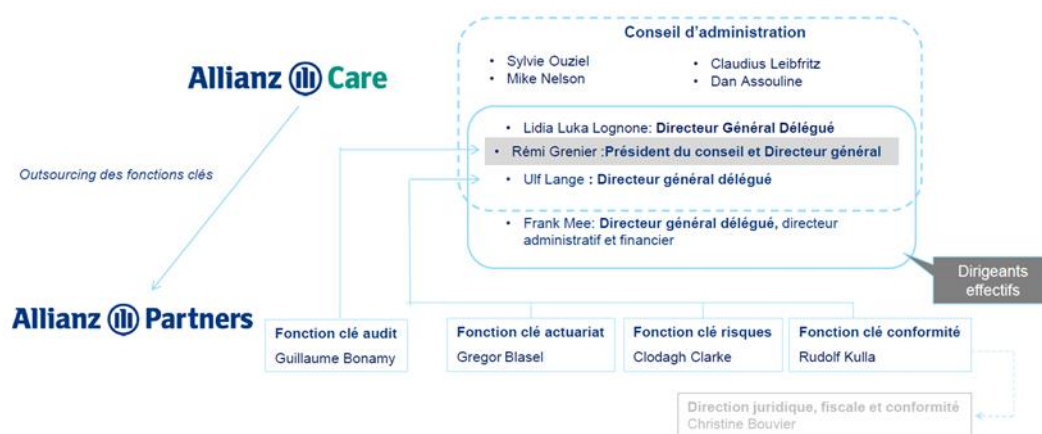 Conseil d’administration
• Sylvie Ouziel
• Mike Nelson
• Claudius Leibfritz
• Dan Assouline
Allianz Care
• Lidia Luka Lognone: Directeur Général Délégué
• Rémi Grenier :Président du conseil et Directeur général
• Ulf Lange : Directeur général délégué
• Frank Mee: Directeur général délégué, directeur
administratif et financier
Outsourcing des fonctions clés
Dirigeants
effectifs
Allianz Partners
Fonction clé audit
Guillaume Bonamy
Fonction clé actuariat
Gregor Blasel
Fonction clé risques
Clodagh Clarke
Fonction clé conformité
Rudolf Kulla
Direction juridique, fiscale et conformité
Christine Bouvier